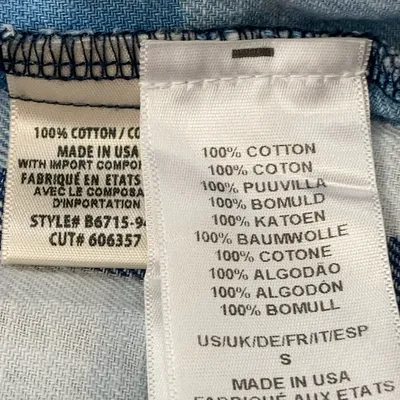 100% COTTON / CO
MADE IN USA
WITH IMPORT COMPO
FABRIQUÉ EN ETATS
AVEC LE COMPOSA
D'INPORTATION
STYLE# B6715-94
CUT# 606357
100% COTTON
100% COTON
100% PUUVILLA
100% BOMULD
100% KATOEN
100% BAUMWOLLE
100% COTONE
100% ALGODÃO
100% ALGODÓN
100% BOMULL
US/UK/DE/FR/IT/ESP
S
MADE IN USA
FABRIQUÉ AUX ETATS